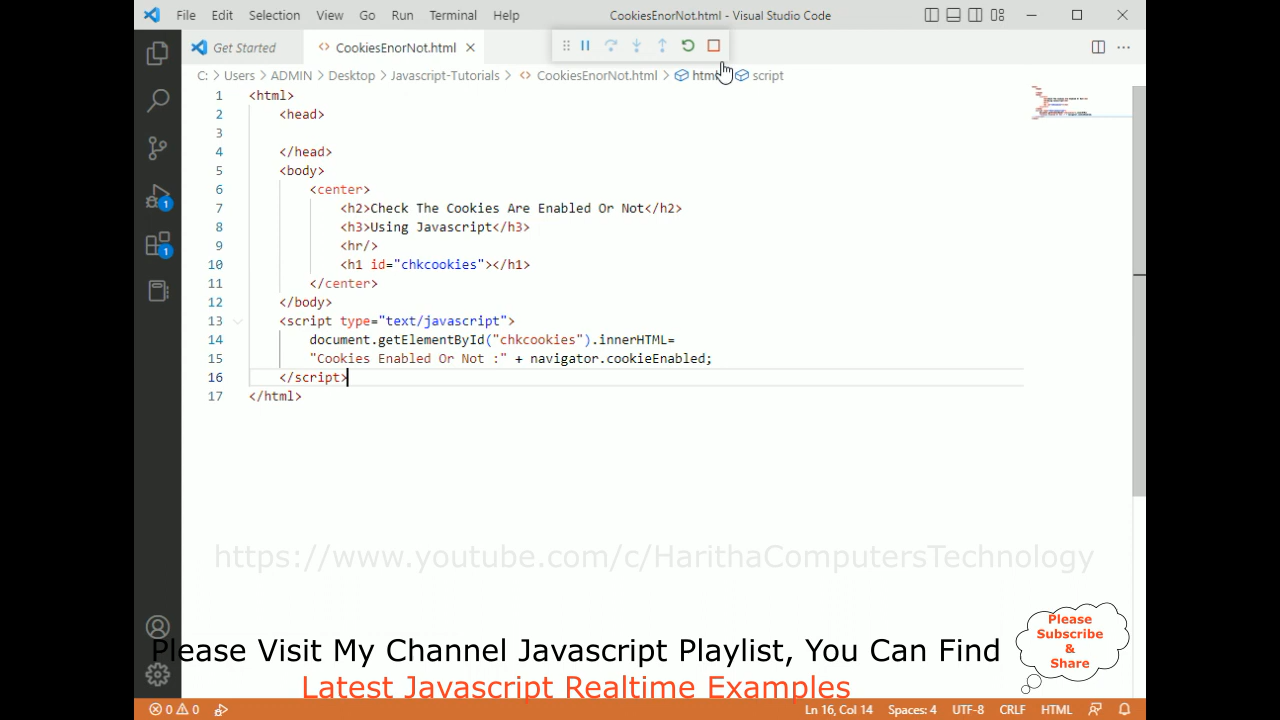 File Edit Selection View Go Run Terminal Help CookiesEnorNot.html - Visual Studio Code
Get Started CookiesEnorNot.html
C: > Users > ADMIN > Desktop > Javascript-Tutorials > CookiesEnorNot.html > html > script
1 <html>
2 <head>
3
4 </head>
5 <body>
6 <center>
7 <h2>Check The Cookies Are Enabled Or Not</h2>
8 <h3>Using Javascript</h3>
9 <hr/>
10 <h1 id="chkcookies"></h1>
11 </center>
12 </body>
13 <script type="text/javascript">
14 document.getElementById("chkcookies").innerHTML=
15 "Cookies Enabled Or Not :" + navigator.cookieEnabled;
16 </script>
17 </html>
1
1
https://www.youtube.com/c/HarithaComputersTechnology
Please Visit My Channel Javascript Playlist, You Can Find
Latest Javascript Realtime Examples
Please
Subscribe
&
Share
0 0 Ln 16, Col 14 Spaces: 4 UTF-8 CRLF HTML